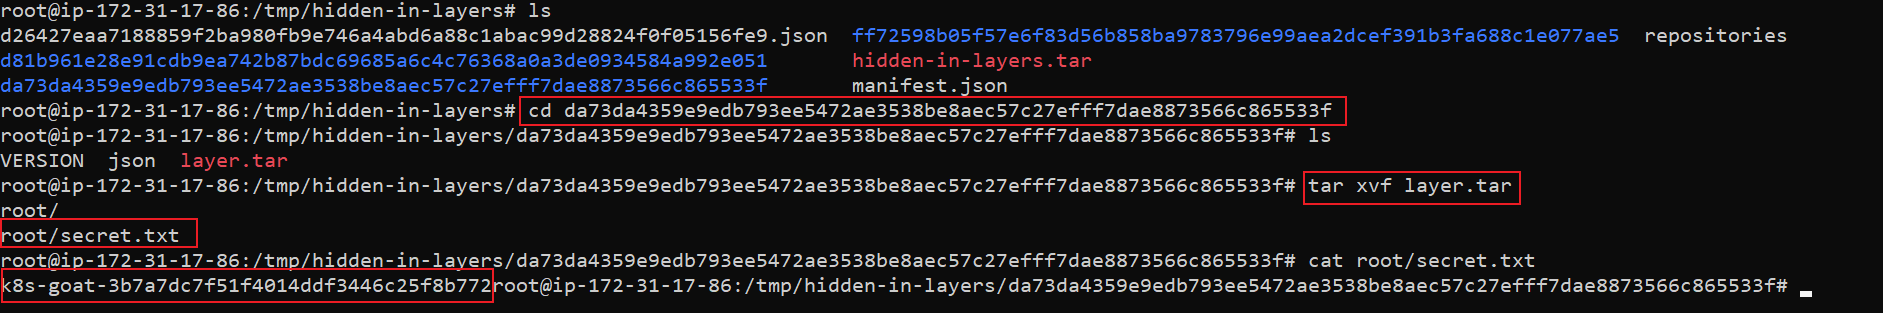 root@ip-172-31-17-86:/tmp/hidden-in-layers# ls
d26427eaa7188859f2ba980fb9e746a4abd6a88c1abac99d28824f0f05156fe9.json  ff72598b05f57e6f83d56b858ba9783796e99aea2dcef391b3fa688c1e077ae5  repositories
d81b961e28e91cdb9ea742b87bdc69685a6c4c76368a0a3de0934584a992e051       hidden-in-layers.tar
da73da4359e9edb793ee5472ae3538be8aec57c27efff7dae8873566c865533f       manifest.json
root@ip-172-31-17-86:/tmp/hidden-in-layers# cd da73da4359e9edb793ee5472ae3538be8aec57c27efff7dae8873566c865533f
root@ip-172-31-17-86:/tmp/hidden-in-layers/da73da4359e9edb793ee5472ae3538be8aec57c27efff7dae8873566c865533f# ls
VERSION  json  layer.tar
root@ip-172-31-17-86:/tmp/hidden-in-layers/da73da4359e9edb793ee5472ae3538be8aec57c27efff7dae8873566c865533f# tar xvf layer.tar
root/
root/secret.txt
root@ip-172-31-17-86:/tmp/hidden-in-layers/da73da4359e9edb793ee5472ae3538be8aec57c27efff7dae8873566c865533f# cat root/secret.txt
k8s-goat-3b7a7dc7f51f4014ddf3446c25f8b772root@ip-172-31-17-86:/tmp/hidden-in-layers/da73da4359e9edb793ee5472ae3538be8aec57c27efff7dae8873566c865533f#